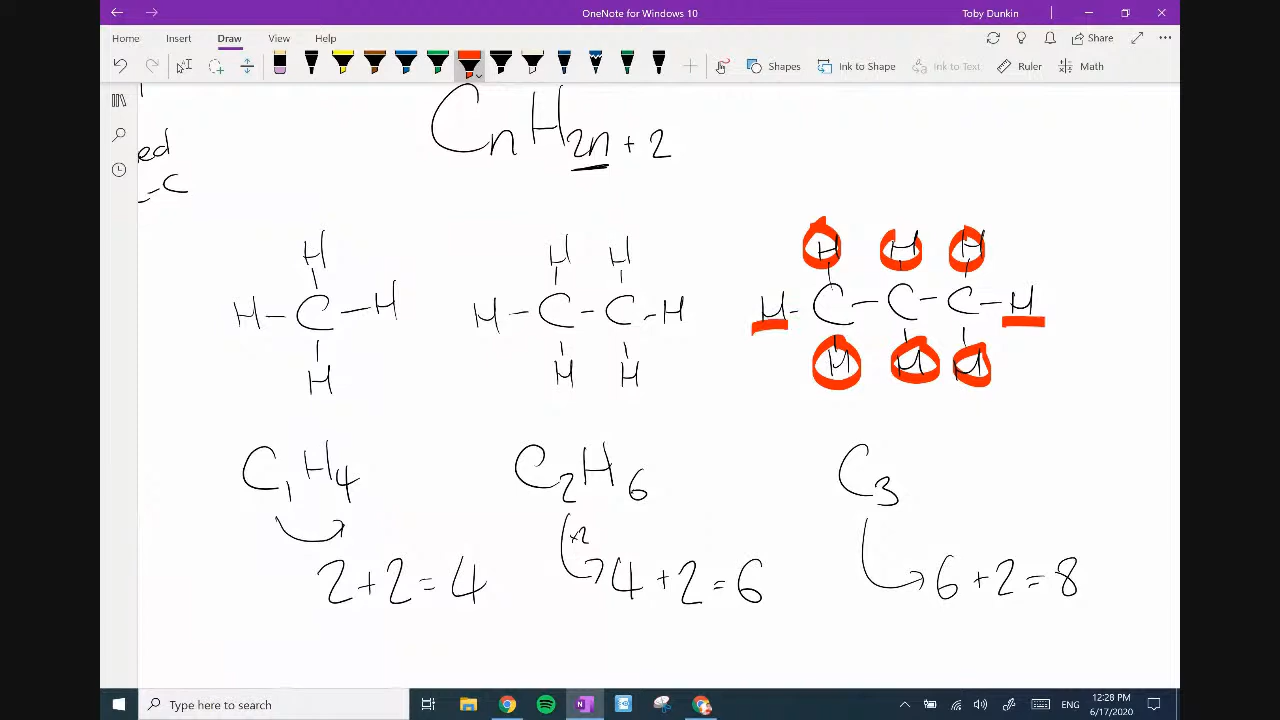 OneNote for Windows 10
Toby Dunkin
Home Insert Draw View Help
Share
Shapes Ink to Shape Ink to Text Ruler Math
CnH2n + 2
ed
=C
H H H H H H
H-C-H H-C-C-H H-C-C-C-H
H H H H H H
C1H4 C2H6 C3
×2
2+2=4 4+2=6 6+2=8
Type here to search
ENG
12:28 PM
6/17/2020